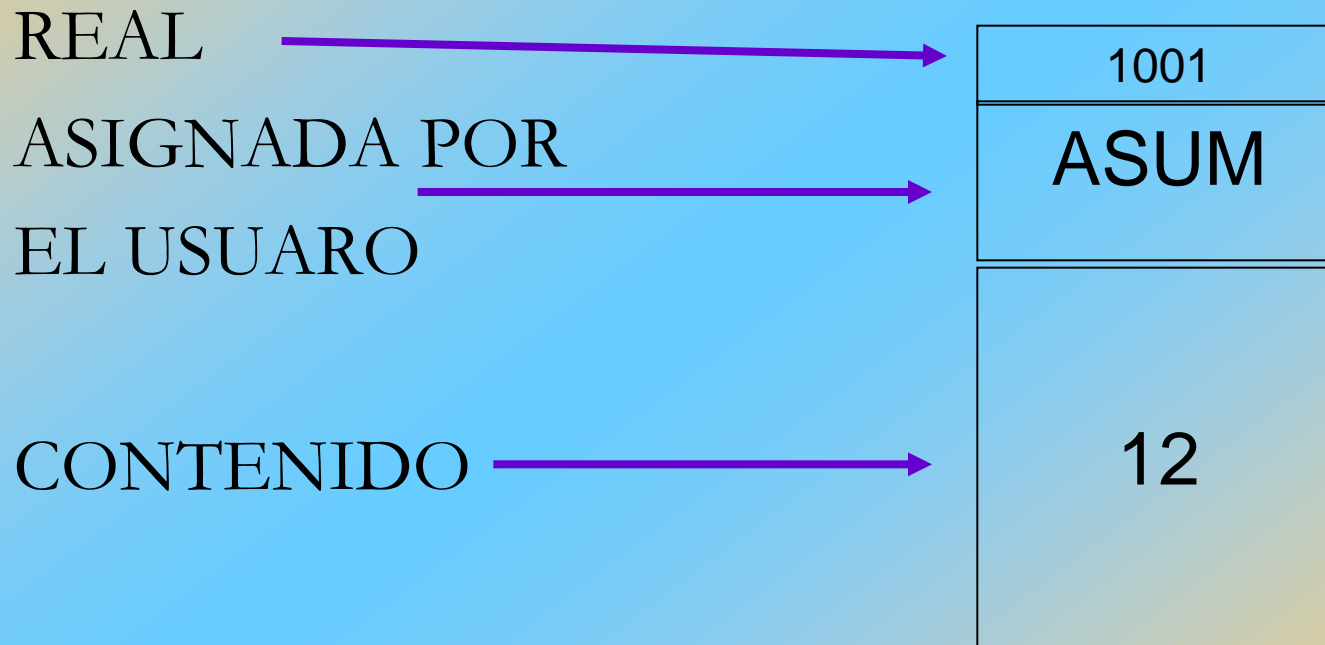 REAL
1001
ASIGNADA POR
ASUM
EL USUARO
CONTENIDO
12